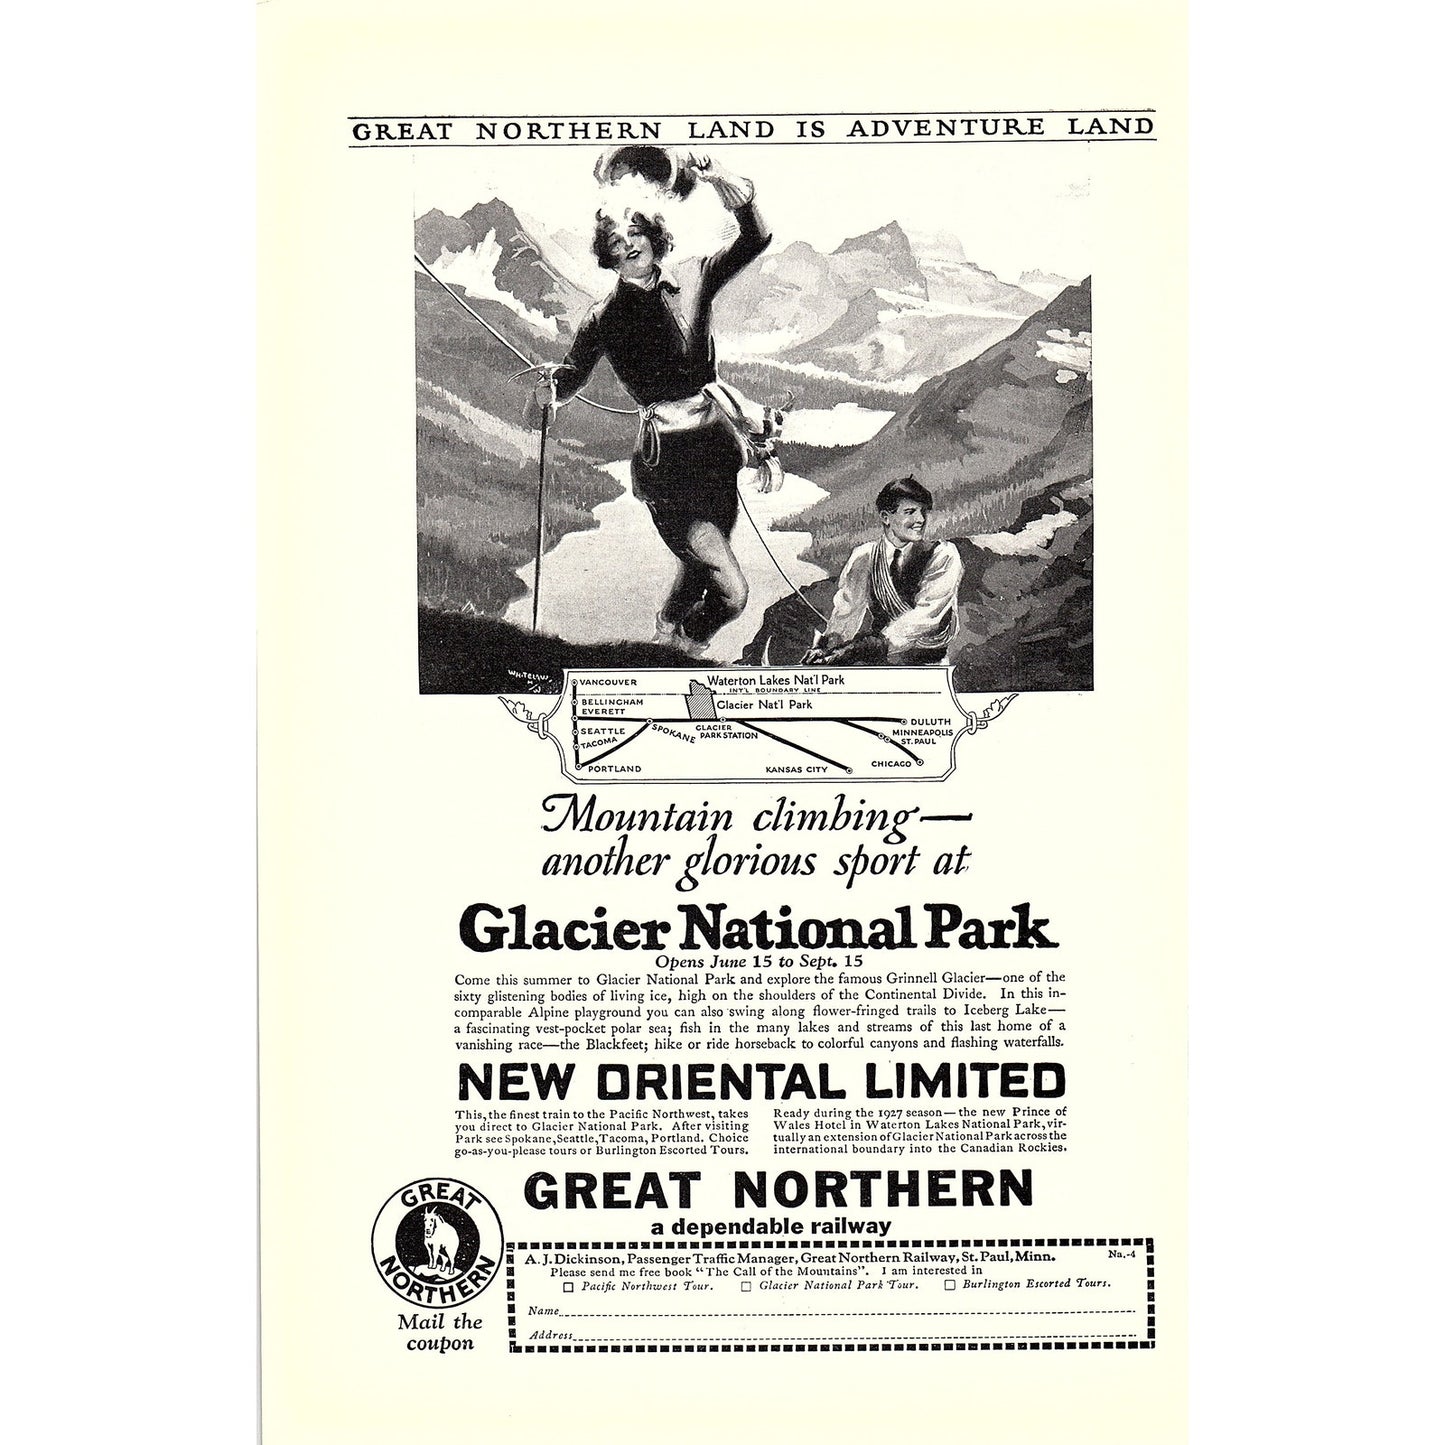 GREAT NORTHERN LAND IS ADVENTURE LAND
VANCOUVER
BELLINGHAM
EVERETT
SEATTLE
TACOMA
PORTLAND
SPOKANE
Waterton Lakes Nat'l Park
INT'L BOUNDARY LINE
Glacier Nat'l Park
GLACIER
PARK STATION
KANSAS CITY
DULUTH
MINNEAPOLIS
ST. PAUL
CHICAGO
Mountain climbing—
another glorious sport at
Glacier National Park
Opens June 15 to Sept. 15
Come this summer to Glacier National Park and explore the famous Grinnell Glacier—one of the
sixty glistening bodies of living ice, high on the shoulders of the Continental Divide. In this in-
comparable Alpine playground you can also swing along flower-fringed trails to Iceberg Lake—
a fascinating vest-pocket polar sea; fish in the many lakes and streams of this last home of a
vanishing race—the Blackfeet; hike or ride horseback to colorful canyons and flashing waterfalls.
NEW ORIENTAL LIMITED
This, the finest train to the Pacific Northwest, takes
you direct to Glacier National Park. After visiting
Park see Spokane, Seattle, Tacoma, Portland. Choice
go-as-you-please tours or Burlington Escorted Tours.
Ready during the 1927 season—the new Prince of
Wales Hotel in Waterton Lakes National Park, vir-
tually an extension of Glacier National Park across the
international boundary into the Canadian Rockies.
GREAT NORTHERN
a dependable railway
GREAT
NORTHERN
Mail the
coupon
A. J. Dickinson, Passenger Traffic Manager, Great Northern Railway, St. Paul, Minn. Na.-4
Please send me free book "The Call of the Mountains". I am interested in
□ Pacific Northwest Tour. □ Glacier National Park Tour. □ Burlington Escorted Tours.
Name
Address